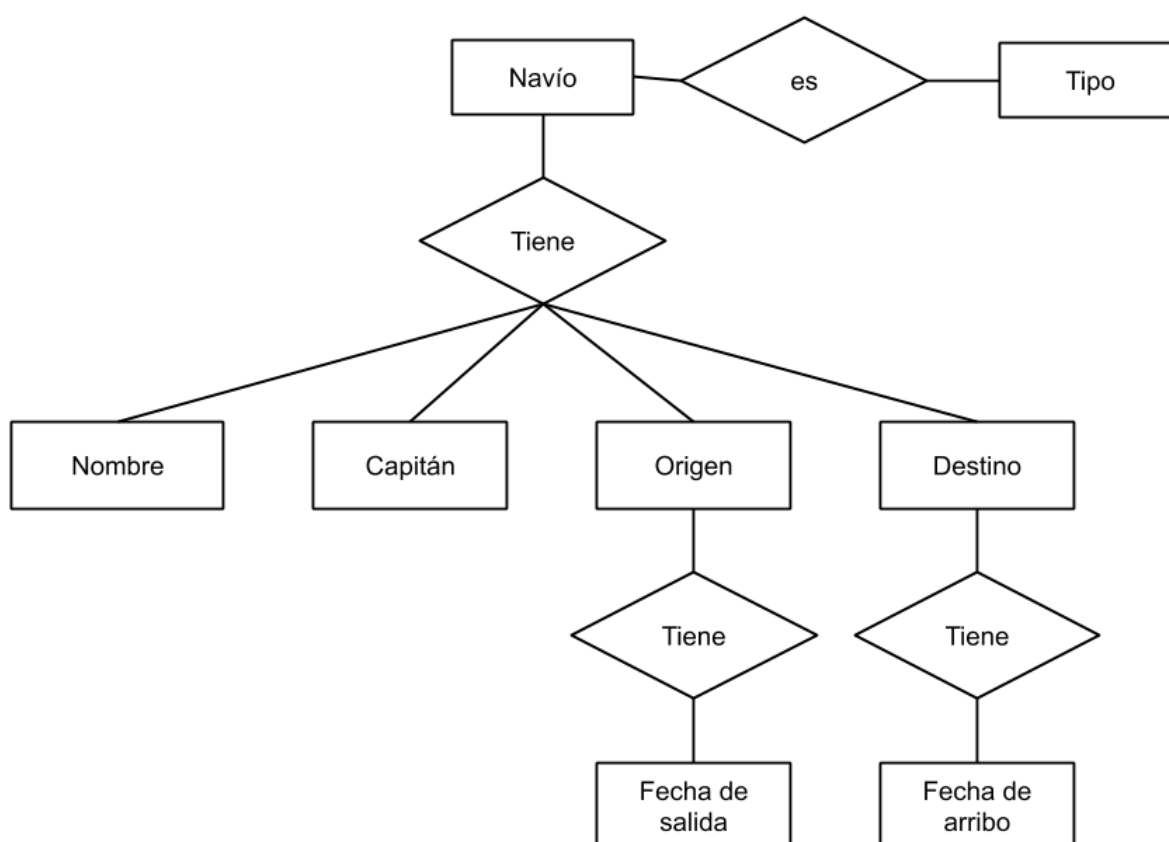 Navío
es
Tipo
Tiene
Nombre
Capitán
Origen
Destino
Tiene
Tiene
Fecha de
salida
Fecha de
arribo